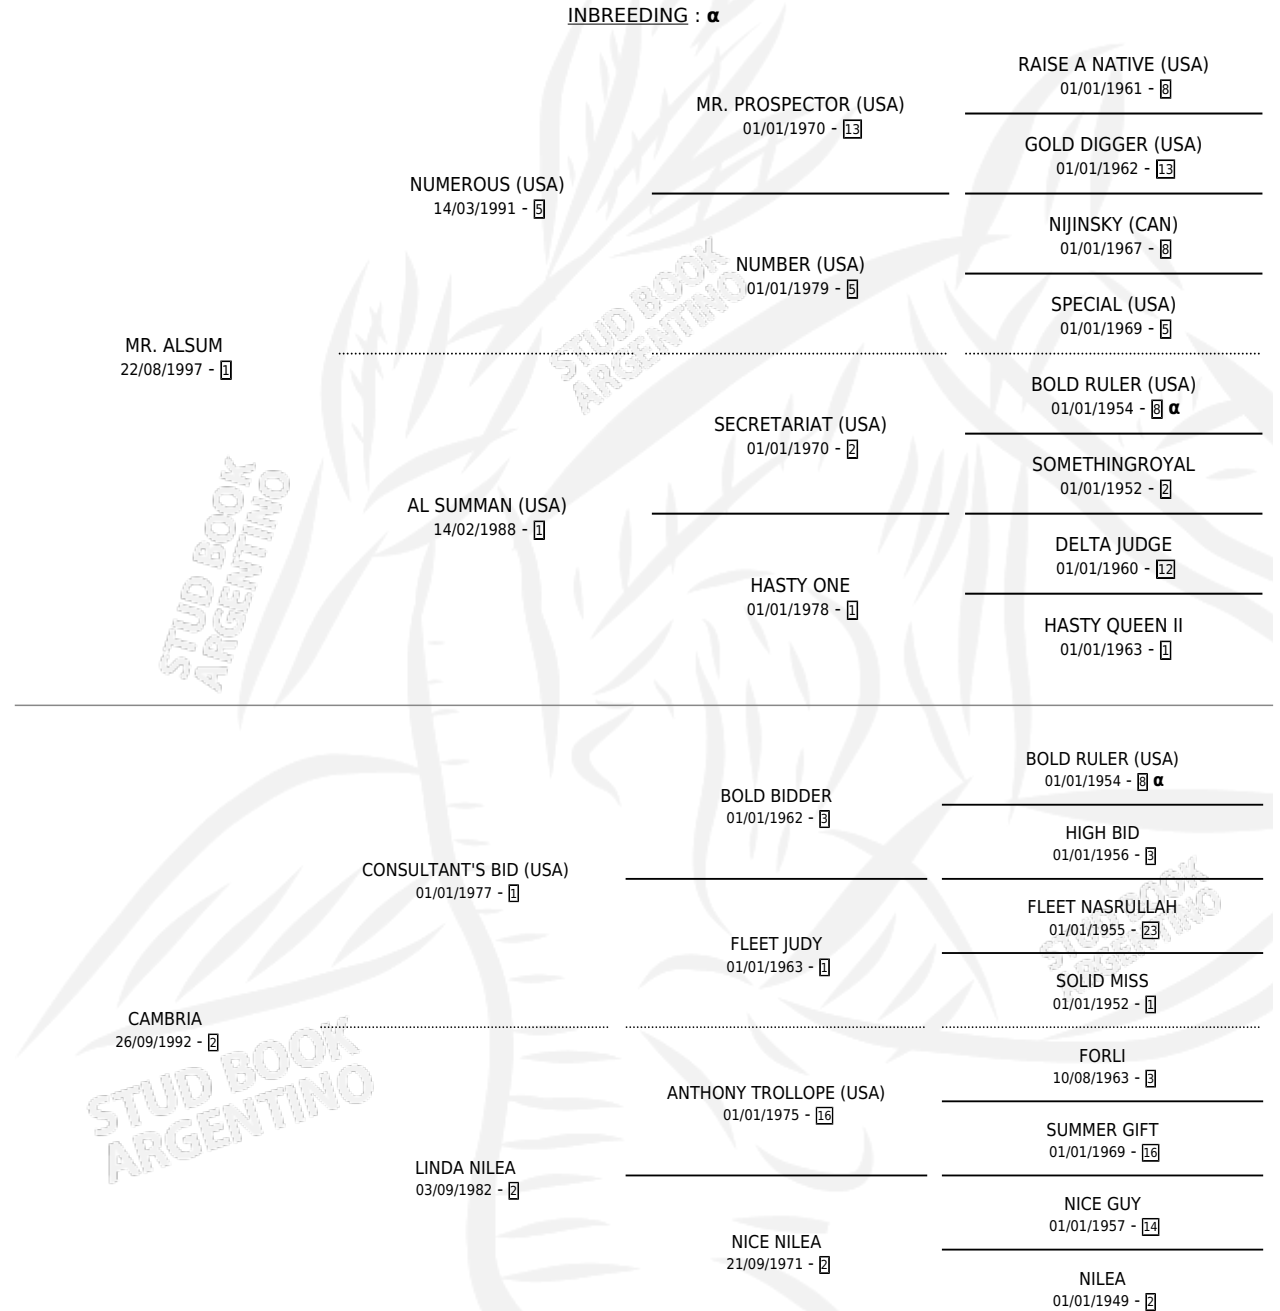 INBREEDING : α
RAISE A NATIVE (USA)
01/01/1961 - 8
MR. PROSPECTOR (USA)
01/01/1970 - 13
GOLD DIGGER (USA)
01/01/1962 - 13
NUMEROUS (USA)
14/03/1991 - 5
NIJINSKY (CAN)
01/01/1967 - 8
NUMBER (USA)
01/01/1979 - 5
SPECIAL (USA)
01/01/1969 - 5
MR. ALSUM
22/08/1997 - 1
BOLD RULER (USA)
01/01/1954 - 8 α
SECRETARIAT (USA)
01/01/1970 - 2
SOMETHINGROYAL
01/01/1952 - 2
AL SUMMAN (USA)
14/02/1988 - 1
DELTA JUDGE
01/01/1960 - 12
HASTY ONE
01/01/1978 - 1
HASTY QUEEN II
01/01/1963 - 1
BOLD RULER (USA)
01/01/1954 - 8 α
BOLD BIDDER
01/01/1962 - 3
HIGH BID
01/01/1956 - 3
CONSULTANT'S BID (USA)
01/01/1977 - 1
FLEET NASRULLAH
01/01/1955 - 23
FLEET JUDY
01/01/1963 - 1
SOLID MISS
01/01/1952 - 1
CAMBRIA
26/09/1992 - 2
FORLI
10/08/1963 - 3
ANTHONY TROLLOPE (USA)
01/01/1975 - 16
SUMMER GIFT
01/01/1969 - 16
LINDA NILEA
03/09/1982 - 2
NICE GUY
01/01/1957 - 14
NICE NILEA
21/09/1971 - 2
NILEA
01/01/1949 - 2
STUD BOOK
ARGENTINO
STUD BOOK
ARGENTINO
STUD BOOK
ARGENTINO
STUD BOOK
ARGENTINO